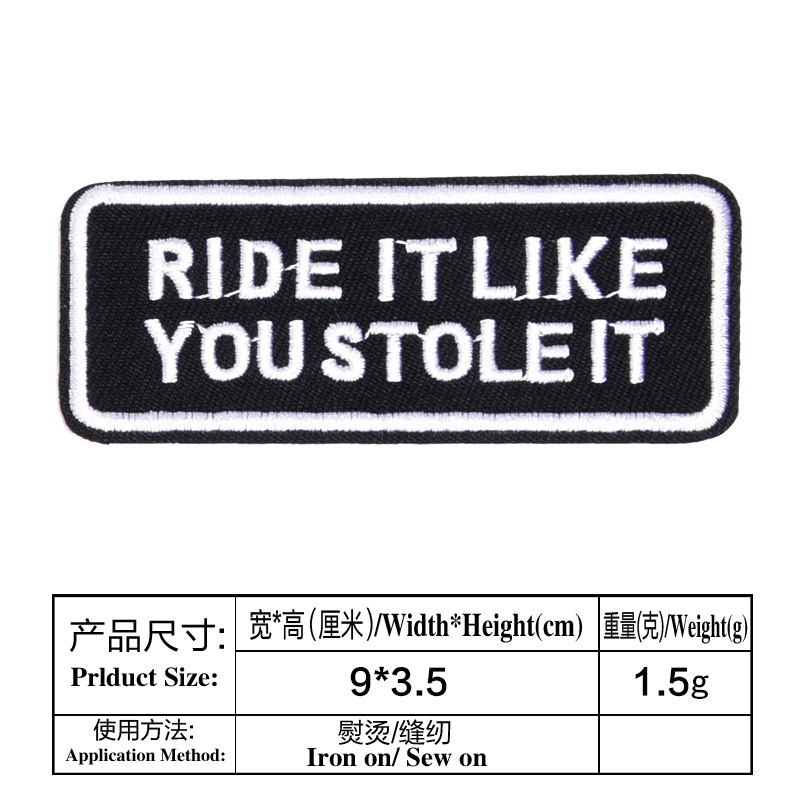 RIDE IT LIKE
YOU STOLE IT
产品尺寸:
Prlduct Size:
宽*高(厘米)/Width*Height(cm)
重量(克)/Weight(g)
9*3.5
1.5g
使用方法:
Application Method:
熨烫/缝纫
Iron on/ Sew on